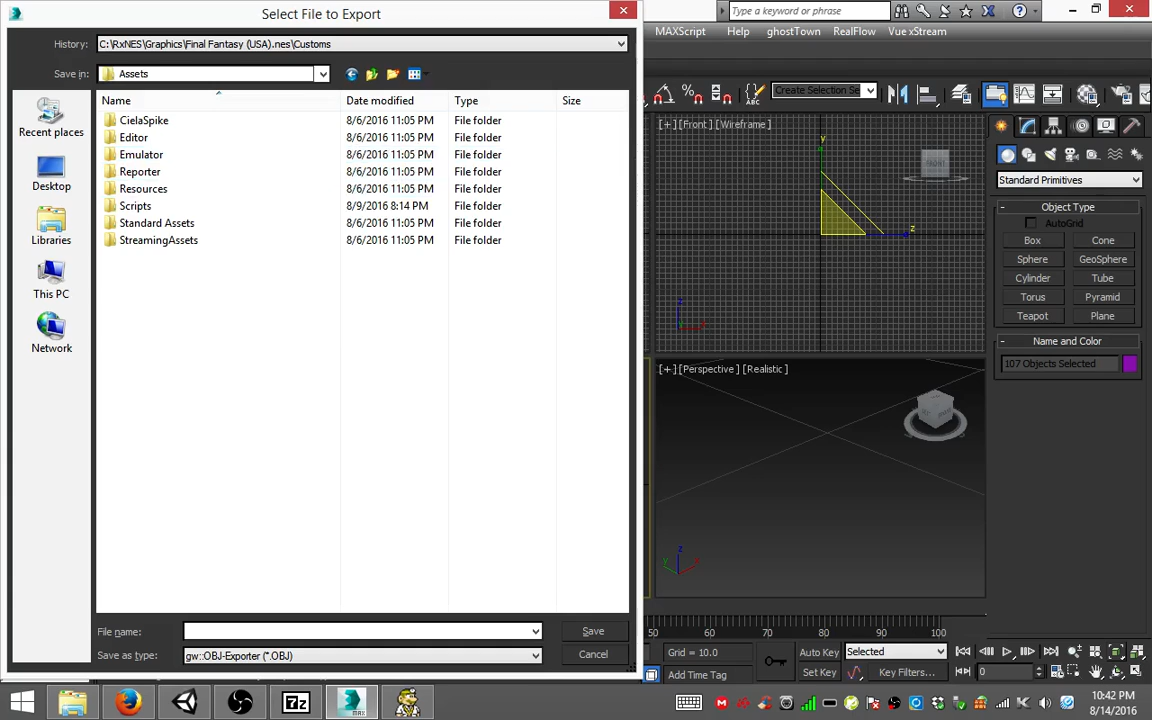 Select File to Export
History: C:\RxNES\Graphics\Final Fantasy (USA).nes\Customs
Save in: Assets
Name Date modified Type Size
CielaSpike 8/6/2016 11:05 PM File folder
Editor 8/6/2016 11:05 PM File folder
Emulator 8/6/2016 11:05 PM File folder
Reporter 8/6/2016 11:05 PM File folder
Resources 8/6/2016 11:05 PM File folder
Scripts 8/9/2016 8:14 PM File folder
Standard Assets 8/6/2016 11:05 PM File folder
StreamingAssets 8/6/2016 11:05 PM File folder
Recent places
Desktop
Libraries
This PC
Network
File name:
Save
Save as type: gw::OBJ-Exporter (*.OBJ)
Cancel
Type a keyword or phrase
MAXScript Help ghostTown RealFlow Vue xStream
ABC
Create Selection Se
[+] [Front] [Wireframe]
y
FRONT
z
z
[+] [Perspective] [Realistic]
z
Standard Primitives
- Object Type
AutoGrid
Box Cone
Sphere GeoSphere
Cylinder Tube
Torus Pyramid
Teapot Plane
- Name and Color
107 Objects Selected
50 60 70 80 90 100
Grid = 10.0
Auto Key Selected
Add Time Tag
Set Key Key Filters... 0
7z
MAX
10:42 PM
8/14/2016